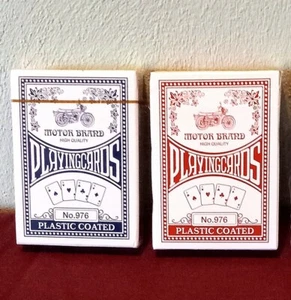 MOTOR BRAND
HIGH QUALITY
PLAYINGCARDS
No.976
PLASTIC COATED
MOTOR BRAND
HIGH QUALITY
PLAYINGCARDS
No.976
PLASTIC COATED